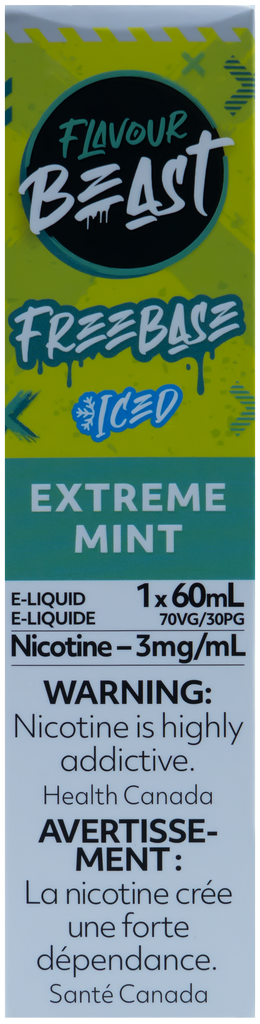 FLAVOUR
BEAST
FREEBASE
ICED
EXTREME
MINT
E-LIQUID 1 x 60mL
E-LIQUIDE 70VG/30PG
Nicotine – 3mg/mL
WARNING:
Nicotine is highly
addictive.
Health Canada
AVERTISSE-
MENT :
La nicotine crée
une forte
dépendance.
Santé Canada